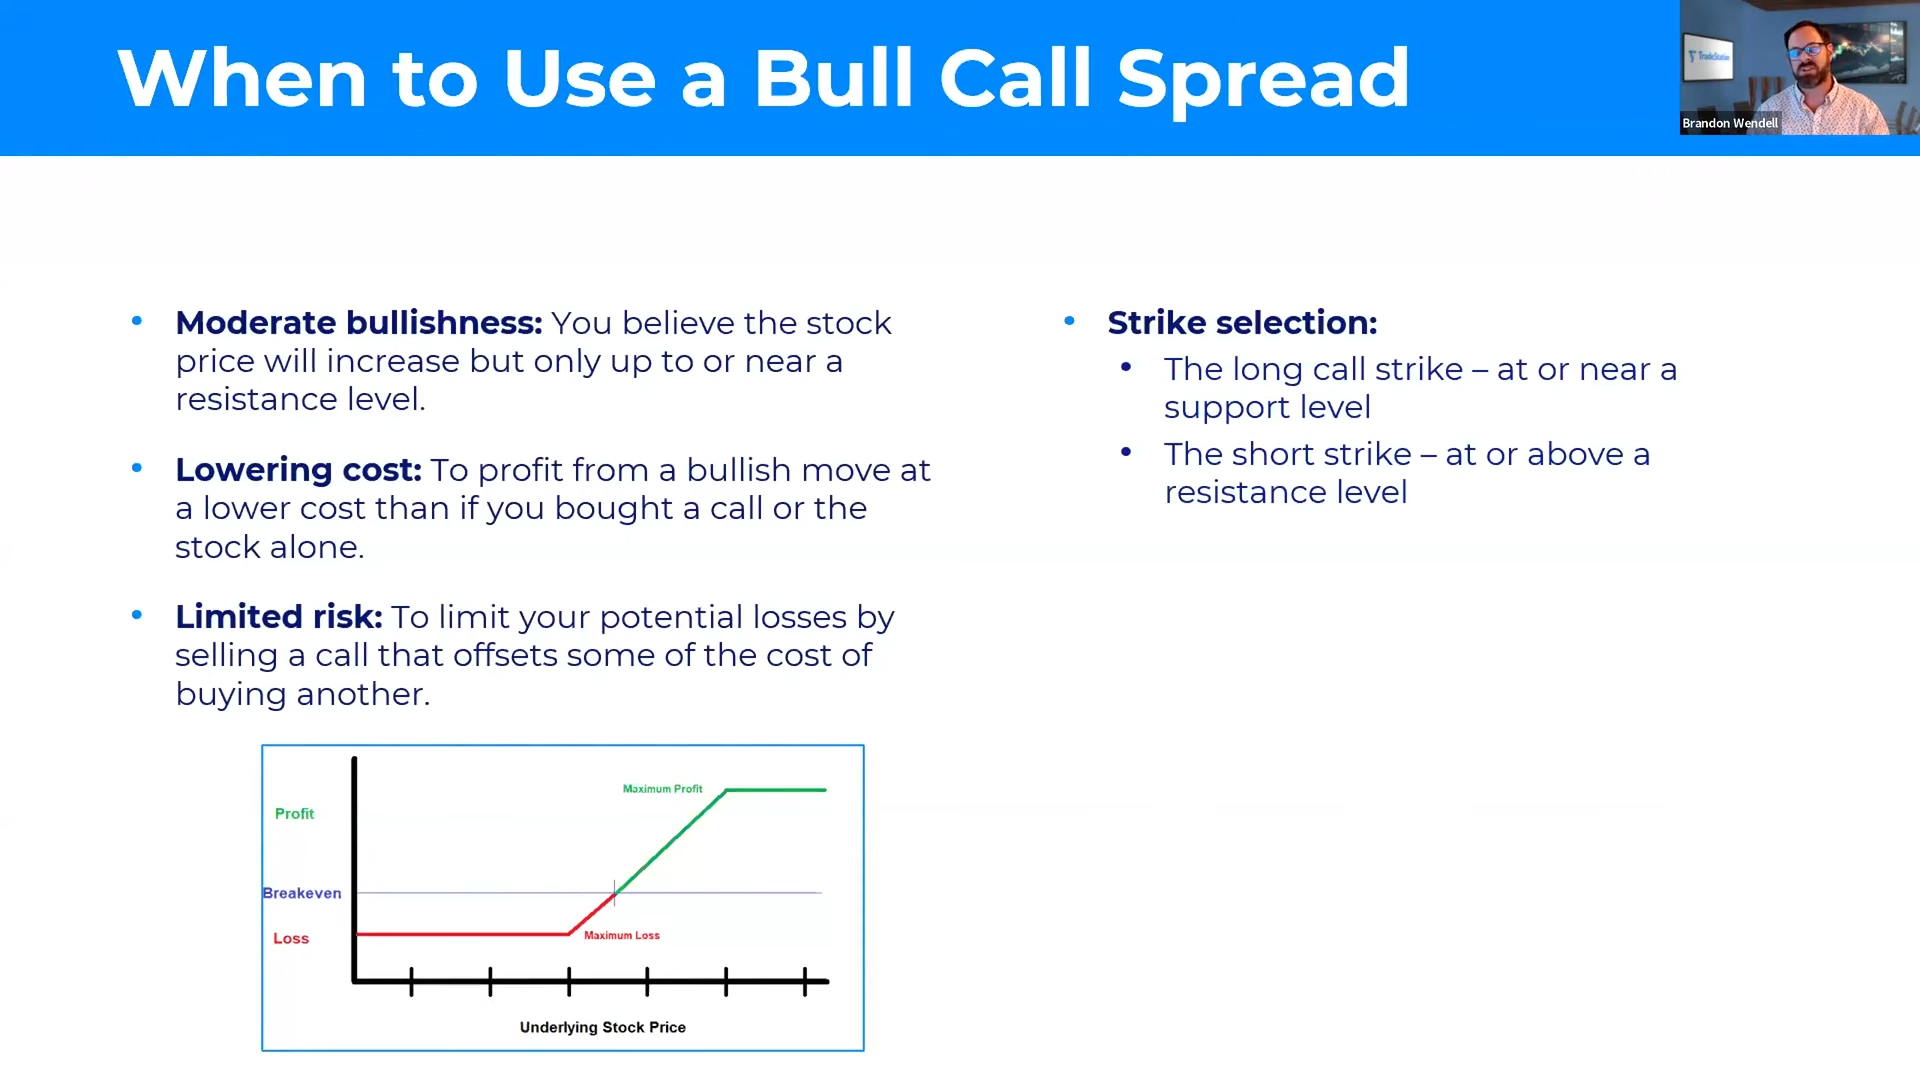 When to Use a Bull Call Spread
TradeStation
Brandon Wendell
• Moderate bullishness: You believe the stock
price will increase but only up to or near a
resistance level.
• Lowering cost: To profit from a bullish move at
a lower cost than if you bought a call or the
stock alone.
• Limited risk: To limit your potential losses by
selling a call that offsets some of the cost of
buying another.
• Strike selection:
• The long call strike – at or near a
support level
• The short strike – at or above a
resistance level
Maximum Profit
Profit
Breakeven
Loss
Maximum Loss
Underlying Stock Price